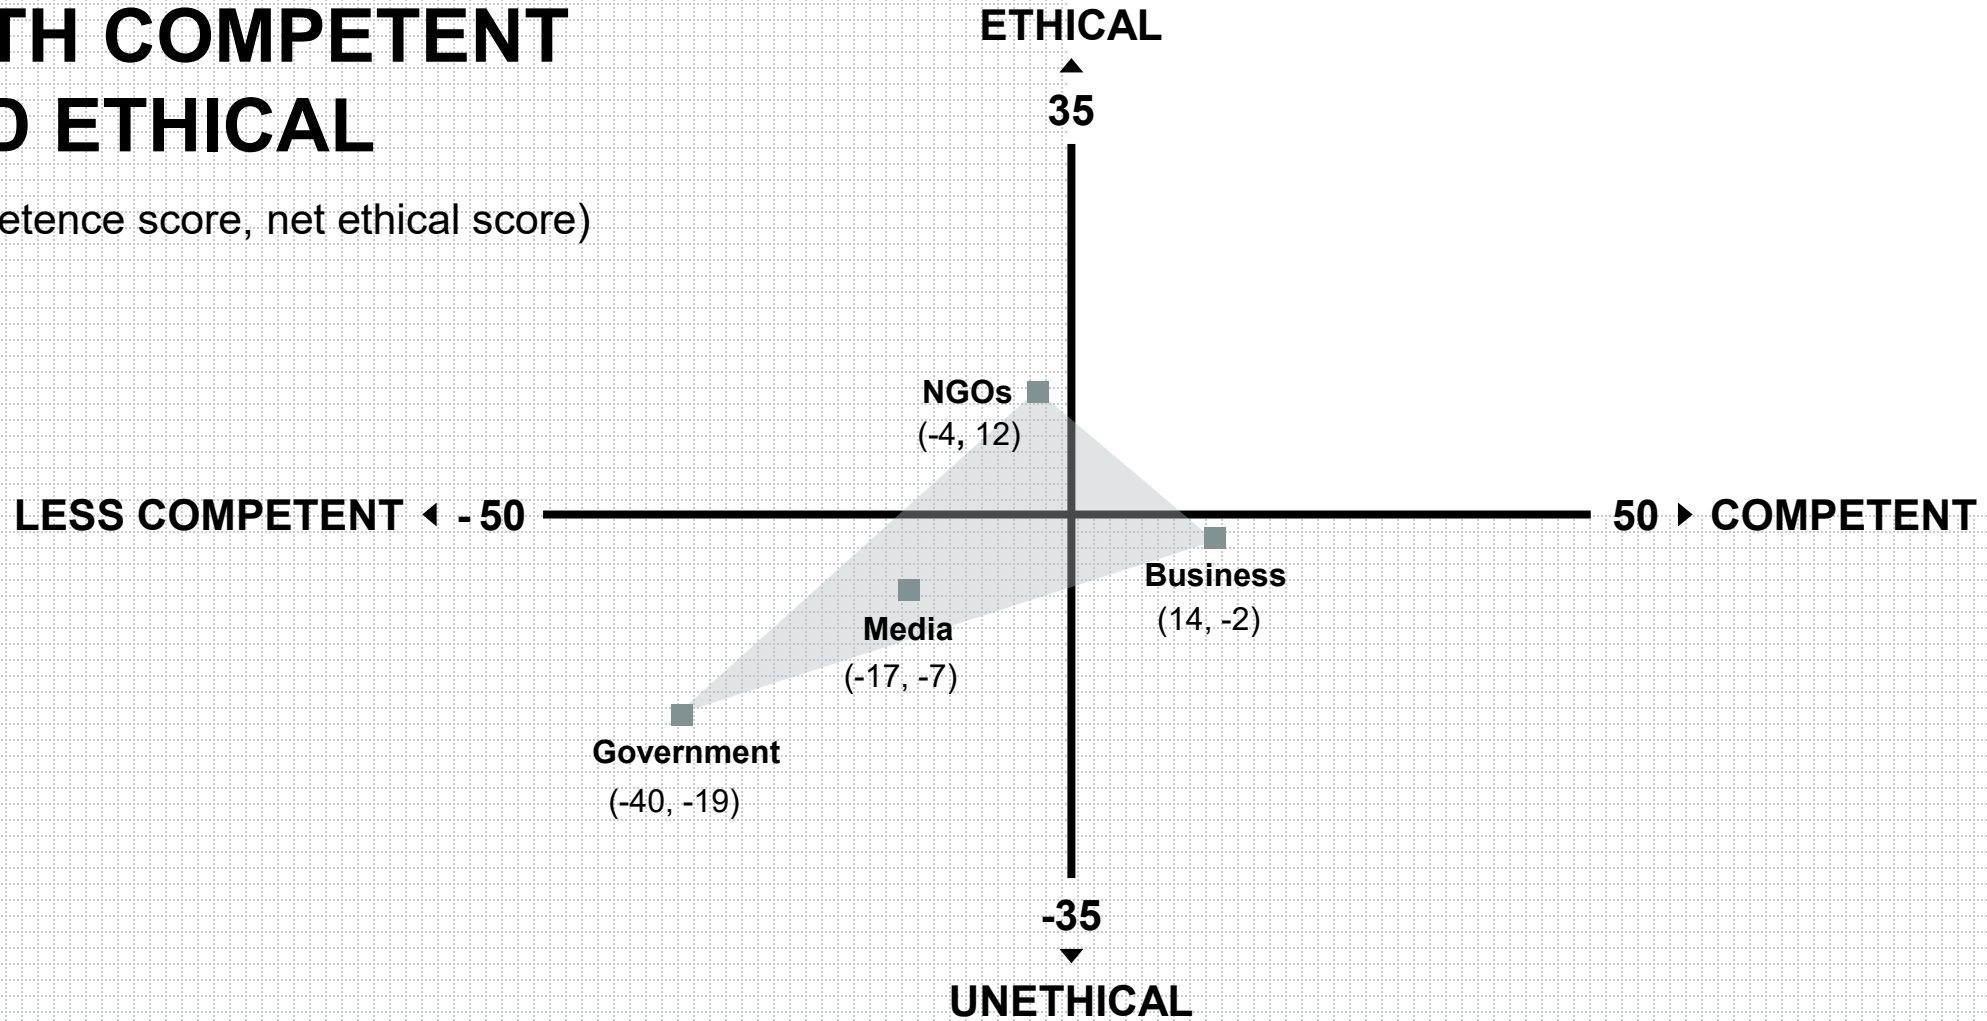 TH COMPETENT
D ETHICAL
etence score, net ethical score)
ETHICAL
35
NGOs
(-4, 12)
LESS COMPETENT
- 50
50
COMPETENT
Business
(14, -2)
Media
(-17, -7)
Government
(-40, -19)
-35
UNETHICAL